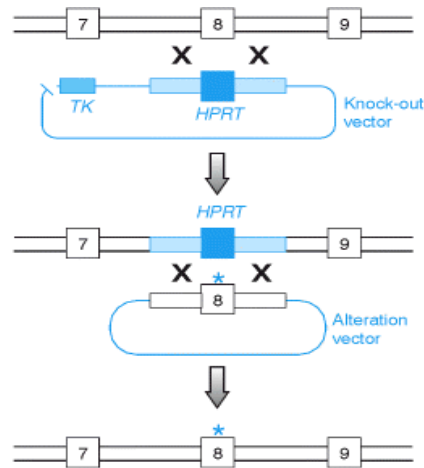 7 8 9
X X
TK
HPRT
Knock-out
vector
HPRT
7 9
X * X
8
Alteration
vector
*
7 8 9